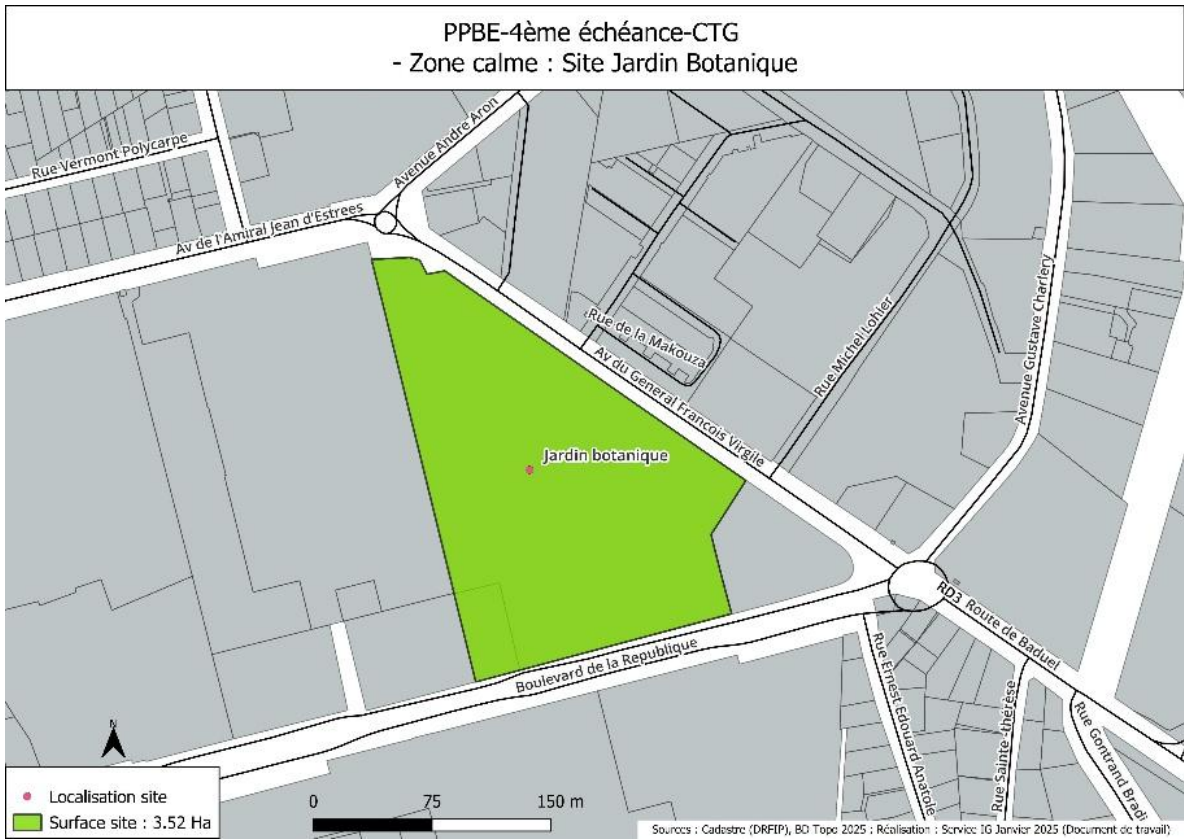 PPBE-4ème échéance-CTG
- Zone calme : Site Jardin Botanique
Rue Vermont Polycarpe
Avenue Andre Aron
Av de l'Amiral Jean d'Estrees
Rue de la Makouza
Av du General Francois Virgile
Rue Michel Lohier
Avenue Gustave Charlery
Jardin botanique
RD3 Route de Baduel
Boulevard de la Republique
Rue Ernest Edouard Anatole
Rue Sainte-thérèse
Rue Gontrand Bradi
N
Localisation site
Surface site : 3.52 Ha
0 75 150 m
Sources : Cadastre (DRFIP), BD Topo 2025 ; Réalisation : Service IG Janvier 2025 (Document de travail)